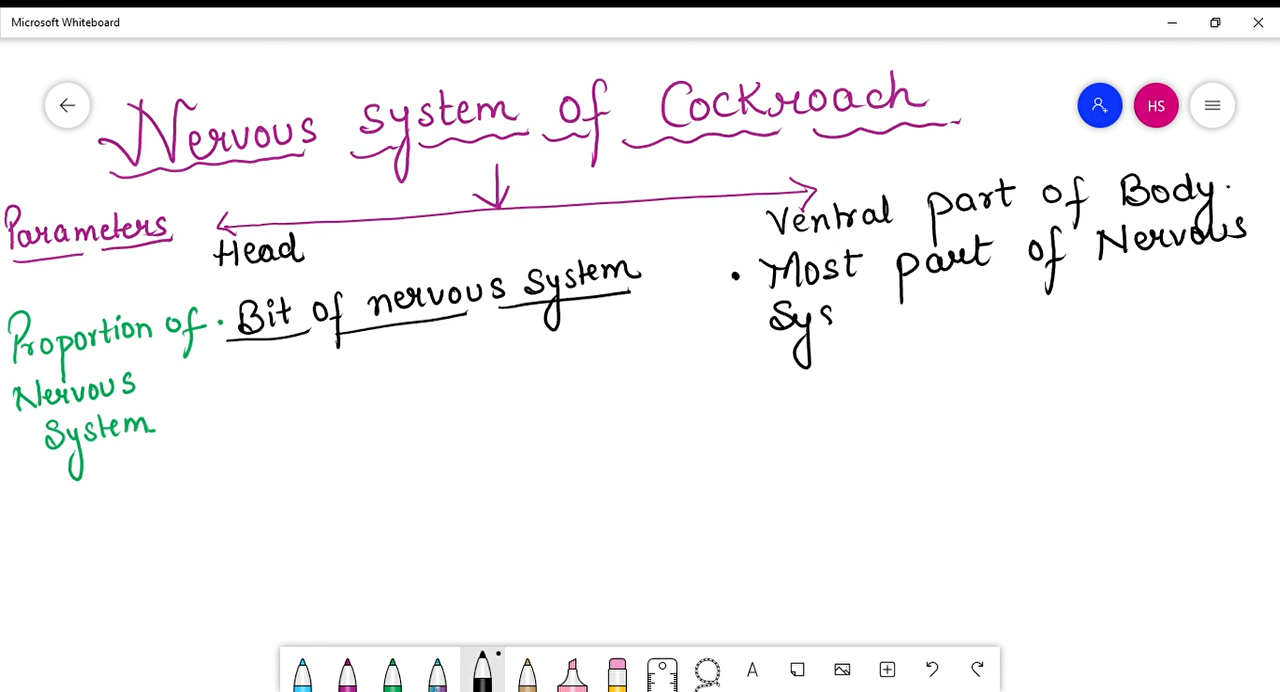 Microsoft Whiteboard
Nervous system of Cockroach
HS
Parameters
Head
Ventral part of Body.
Proportion of
Nervous
System
• Bit of nervous system
• Most part of Nervous
Sys
A